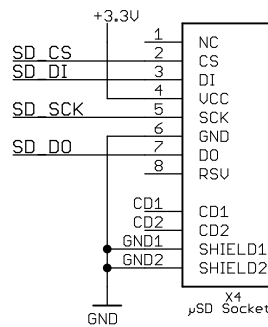 +3.3V
1 NC
SD_CS 2 CS
SD_DI 3 DI
4 VCC
SD_SCK 5 SCK
6 GND
SD_DO 7 DO
8 RSV
CD1 CD1
CD2 CD2
GND1 SHIELD1
GND2 SHIELD2
X4
µSD Socket
GND